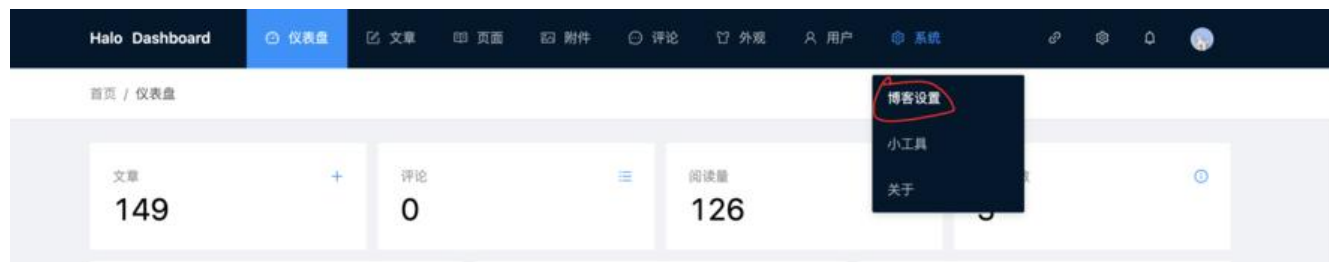 Halo Dashboard 仪表盘 文章 页面 附件 评论 外观 用户 系统
首页 / 仪表盘
博客设置
小工具
关于
文章 评论 阅读量
149 0 126